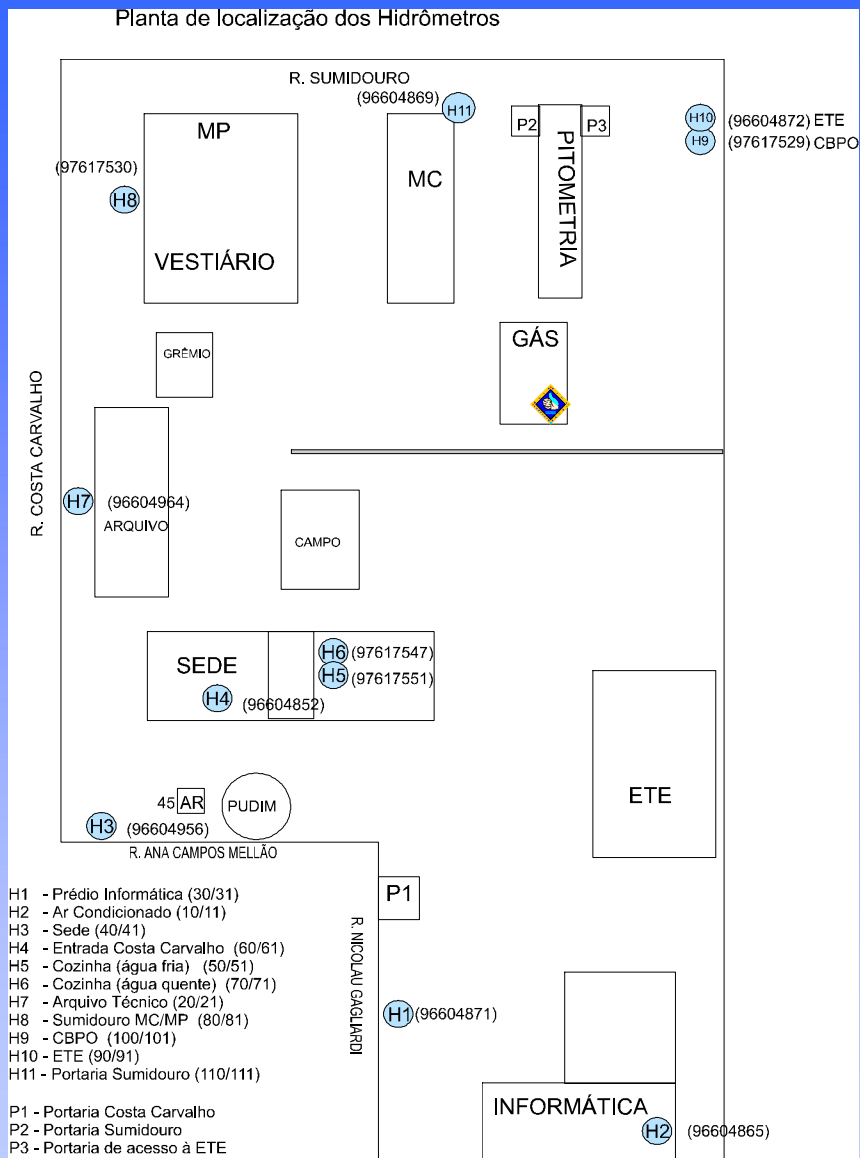 Planta de localização dos Hidrômetros
R. SUMIDOURO
(96604869)
H11
MP
(97617530)
H8
VESTIÁRIO
MC
P2
P3
PITOMETRIA
H10 (96604872) ETE
H9 (97617529) CBPO
GRÊMIO
GÁS
R. COSTA CARVALHO
H7 (96604964)
ARQUIVO
CAMPO
SEDE
H6 (97617547)
H5 (97617551)
H4 (96604852)
ETE
45 AR
PUDIM
H3 (96604956)
R. ANA CAMPOS MELLÃO
P1
R. NICOLAU GAGLIARDI
H1 (96604871)
INFORMÁTICA
H2 (96604865)
H1 - Prédio Informática (30/31)
H2 - Ar Condicionado (10/11)
H3 - Sede (40/41)
H4 - Entrada Costa Carvalho (60/61)
H5 - Cozinha (água fria) (50/51)
H6 - Cozinha (água quente) (70/71)
H7 - Arquivo Técnico (20/21)
H8 - Sumidouro MC/MP (80/81)
H9 - CBPO (100/101)
H10 - ETE (90/91)
H11 - Portaria Sumidouro (110/111)
P1 - Portaria Costa Carvalho
P2 - Portaria Sumidouro
P3 - Portaria de acesso à ETE